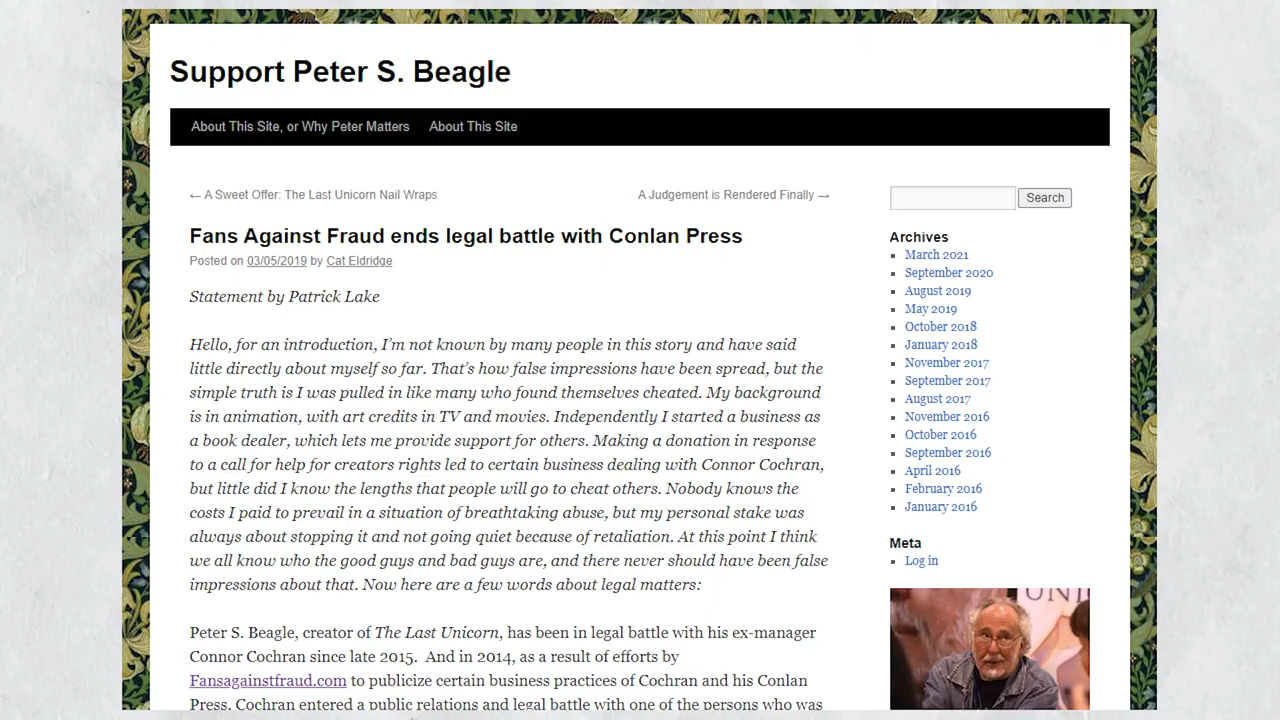 Support Peter S. Beagle
About This Site, or Why Peter Matters
About This Site
← A Sweet Offer: The Last Unicorn Nail Wraps
A Judgement is Rendered Finally →
Fans Against Fraud ends legal battle with Conlan Press
Posted on 03/05/2019 by Cat Eldridge
Statement by Patrick Lake
Hello, for an introduction, I'm not known by many people in this story and have said
little directly about myself so far. That's how false impressions have been spread, but the
simple truth is I was pulled in like many who found themselves cheated. My background
is in animation, with art credits in TV and movies. Independently I started a business as
a book dealer, which lets me provide support for others. Making a donation in response
to a call for help for creators rights led to certain business dealing with Connor Cochran,
but little did I know the lengths that people will go to cheat others. Nobody knows the
costs I paid to prevail in a situation of breathtaking abuse, but my personal stake was
always about stopping it and not going quiet because of retaliation. At this point I think
we all know who the good guys and bad guys are, and there never should have been false
impressions about that. Now here are a few words about legal matters:
Peter S. Beagle, creator of The Last Unicorn, has been in legal battle with his ex-manager
Connor Cochran since late 2015. And in 2014, as a result of efforts by
Fansagainstfraud.com to publicize certain business practices of Cochran and his Conlan
Press, Cochran entered a public relations and legal battle with one of the persons who was
Search
Archives
March 2021
September 2020
August 2019
May 2019
October 2018
January 2018
November 2017
September 2017
August 2017
November 2016
October 2016
September 2016
April 2016
February 2016
January 2016
Meta
Log in